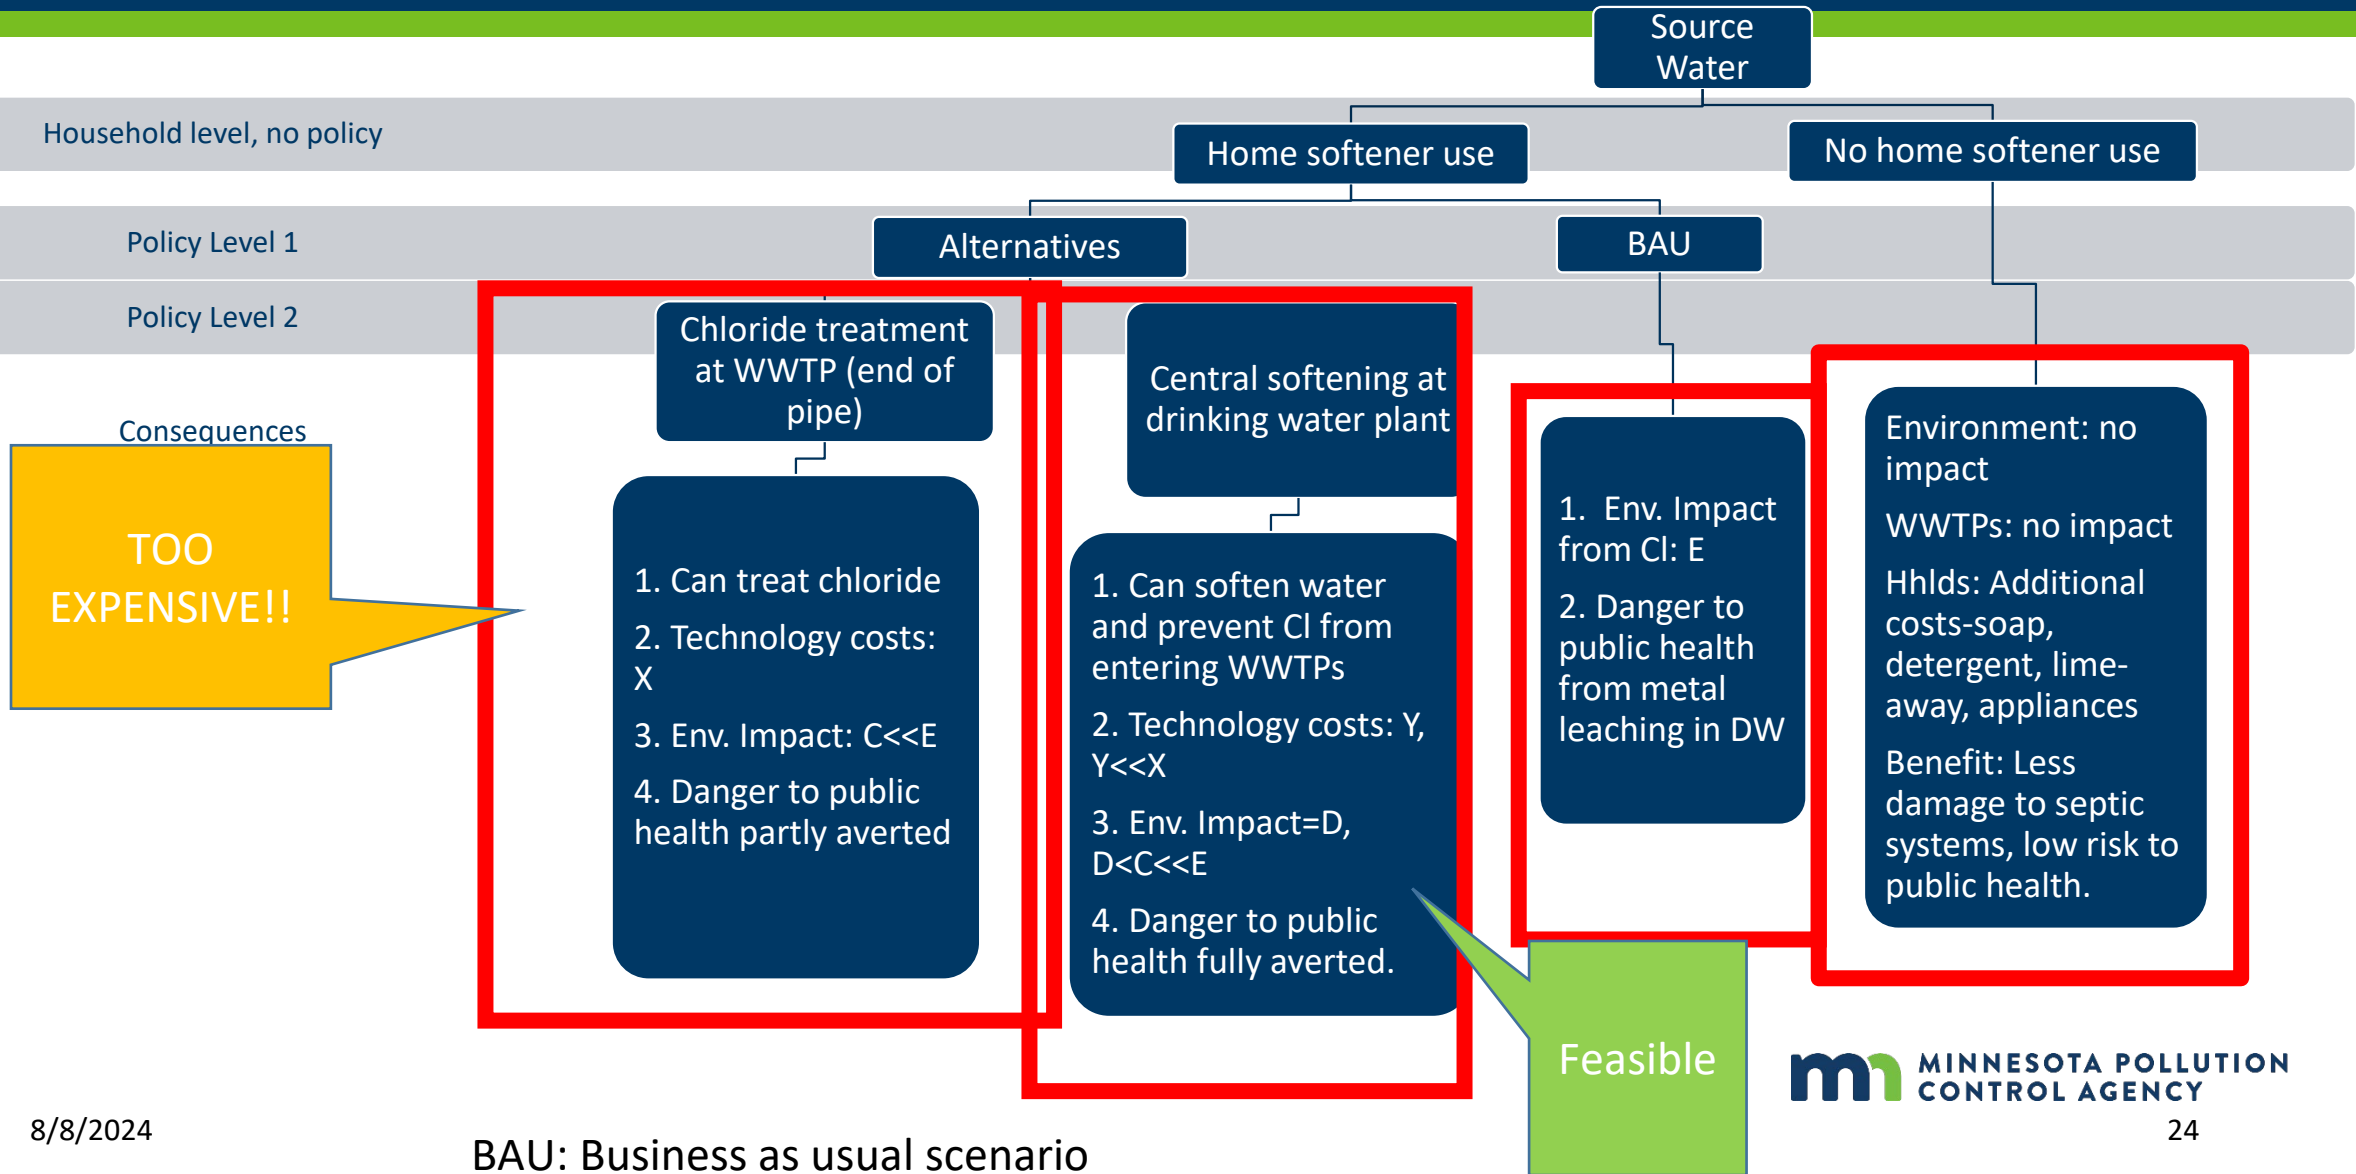 Source
Water
Household level, no policy
Home softener use
No home softener use
Policy Level 1
Alternatives
BAU
Policy Level 2
Chloride treatment
at WWTP (end of
pipe)
Central softening at
drinking water plant
Consequences
TOO
EXPENSIVE!!
1. Can treat chloride
2. Technology costs:
X
3. Env. Impact: C<<E
4. Danger to public
health partly averted
1. Can soften water
and prevent Cl from
entering WWTPs
2. Technology costs: Y,
Y<<X
3. Env. Impact=D,
D<C<<E
4. Danger to public
health fully averted.
1. Env. Impact
from Cl: E
2. Danger to
public health
from metal
leaching in DW
Environment: no
impact
WWTPs: no impact
Hhlds: Additional
costs-soap,
detergent, lime-
away, appliances
Benefit: Less
damage to septic
systems, low risk to
public health.
Feasible
mn MINNESOTA POLLUTION
CONTROL AGENCY
8/8/2024
BAU: Business as usual scenario
24